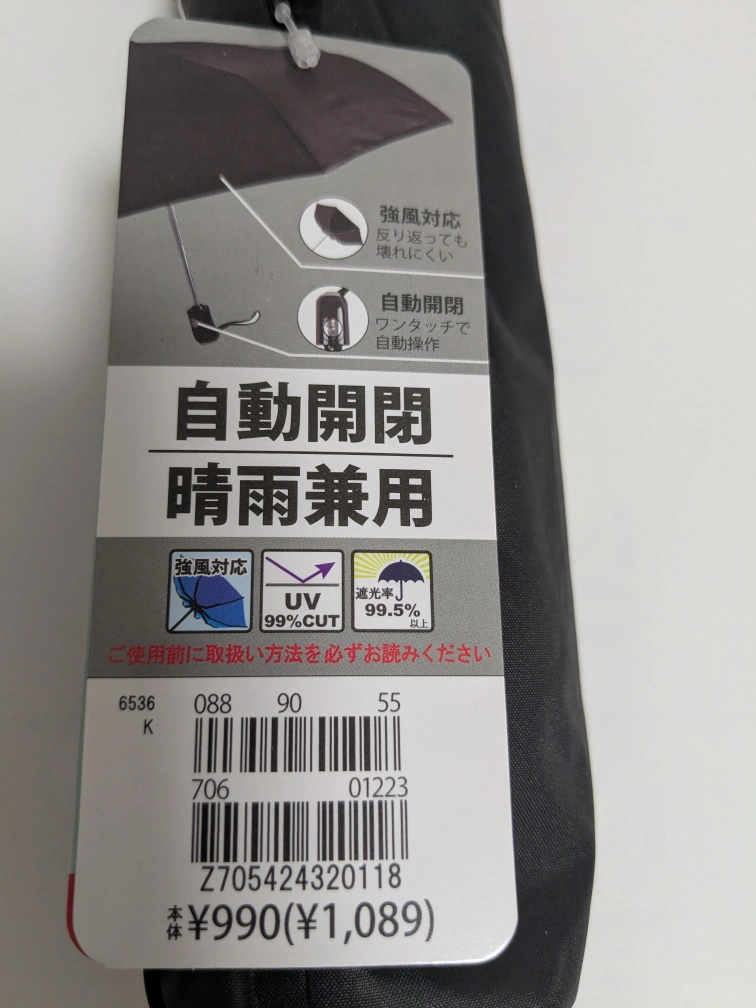 強風対応
反り返っても
壊れにくい
自動開閉
ワンタッチで
自動操作
自動開閉
晴雨兼用
強風対応
UV
99%CUT
遮光率
99.5%
以上
ご使用前に取扱い方法を必ずお読みください
6536 088 90 55
K
706 01223
Z705424320118
本体 ¥990(¥1,089)